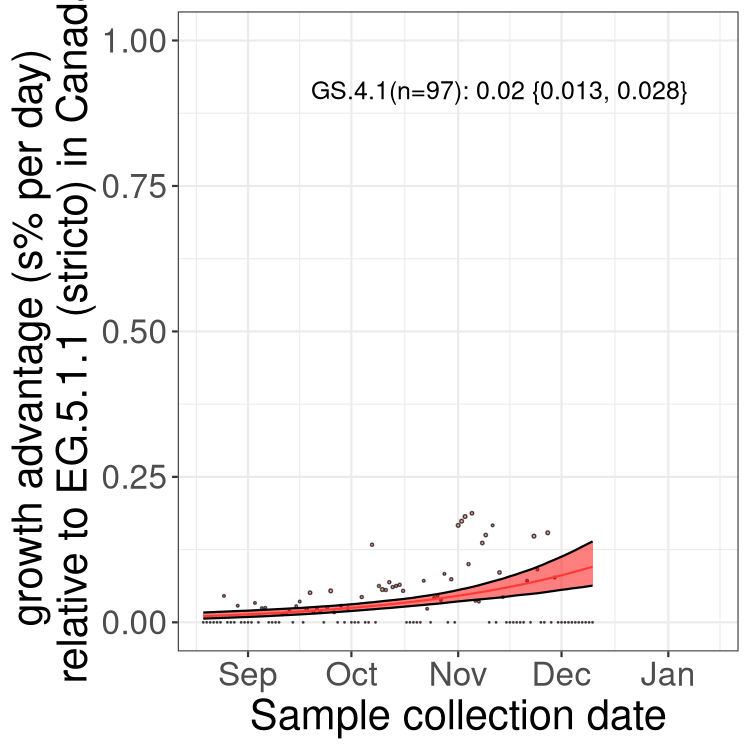 growth advantage (s% per day)
relative to EG.5.1.1 (stricto) in Canada
1.00
0.75
0.50
0.25
0.00
GS.4.1(n=97): 0.02 {0.013, 0.028}
Sep Oct Nov Dec Jan
Sample collection date